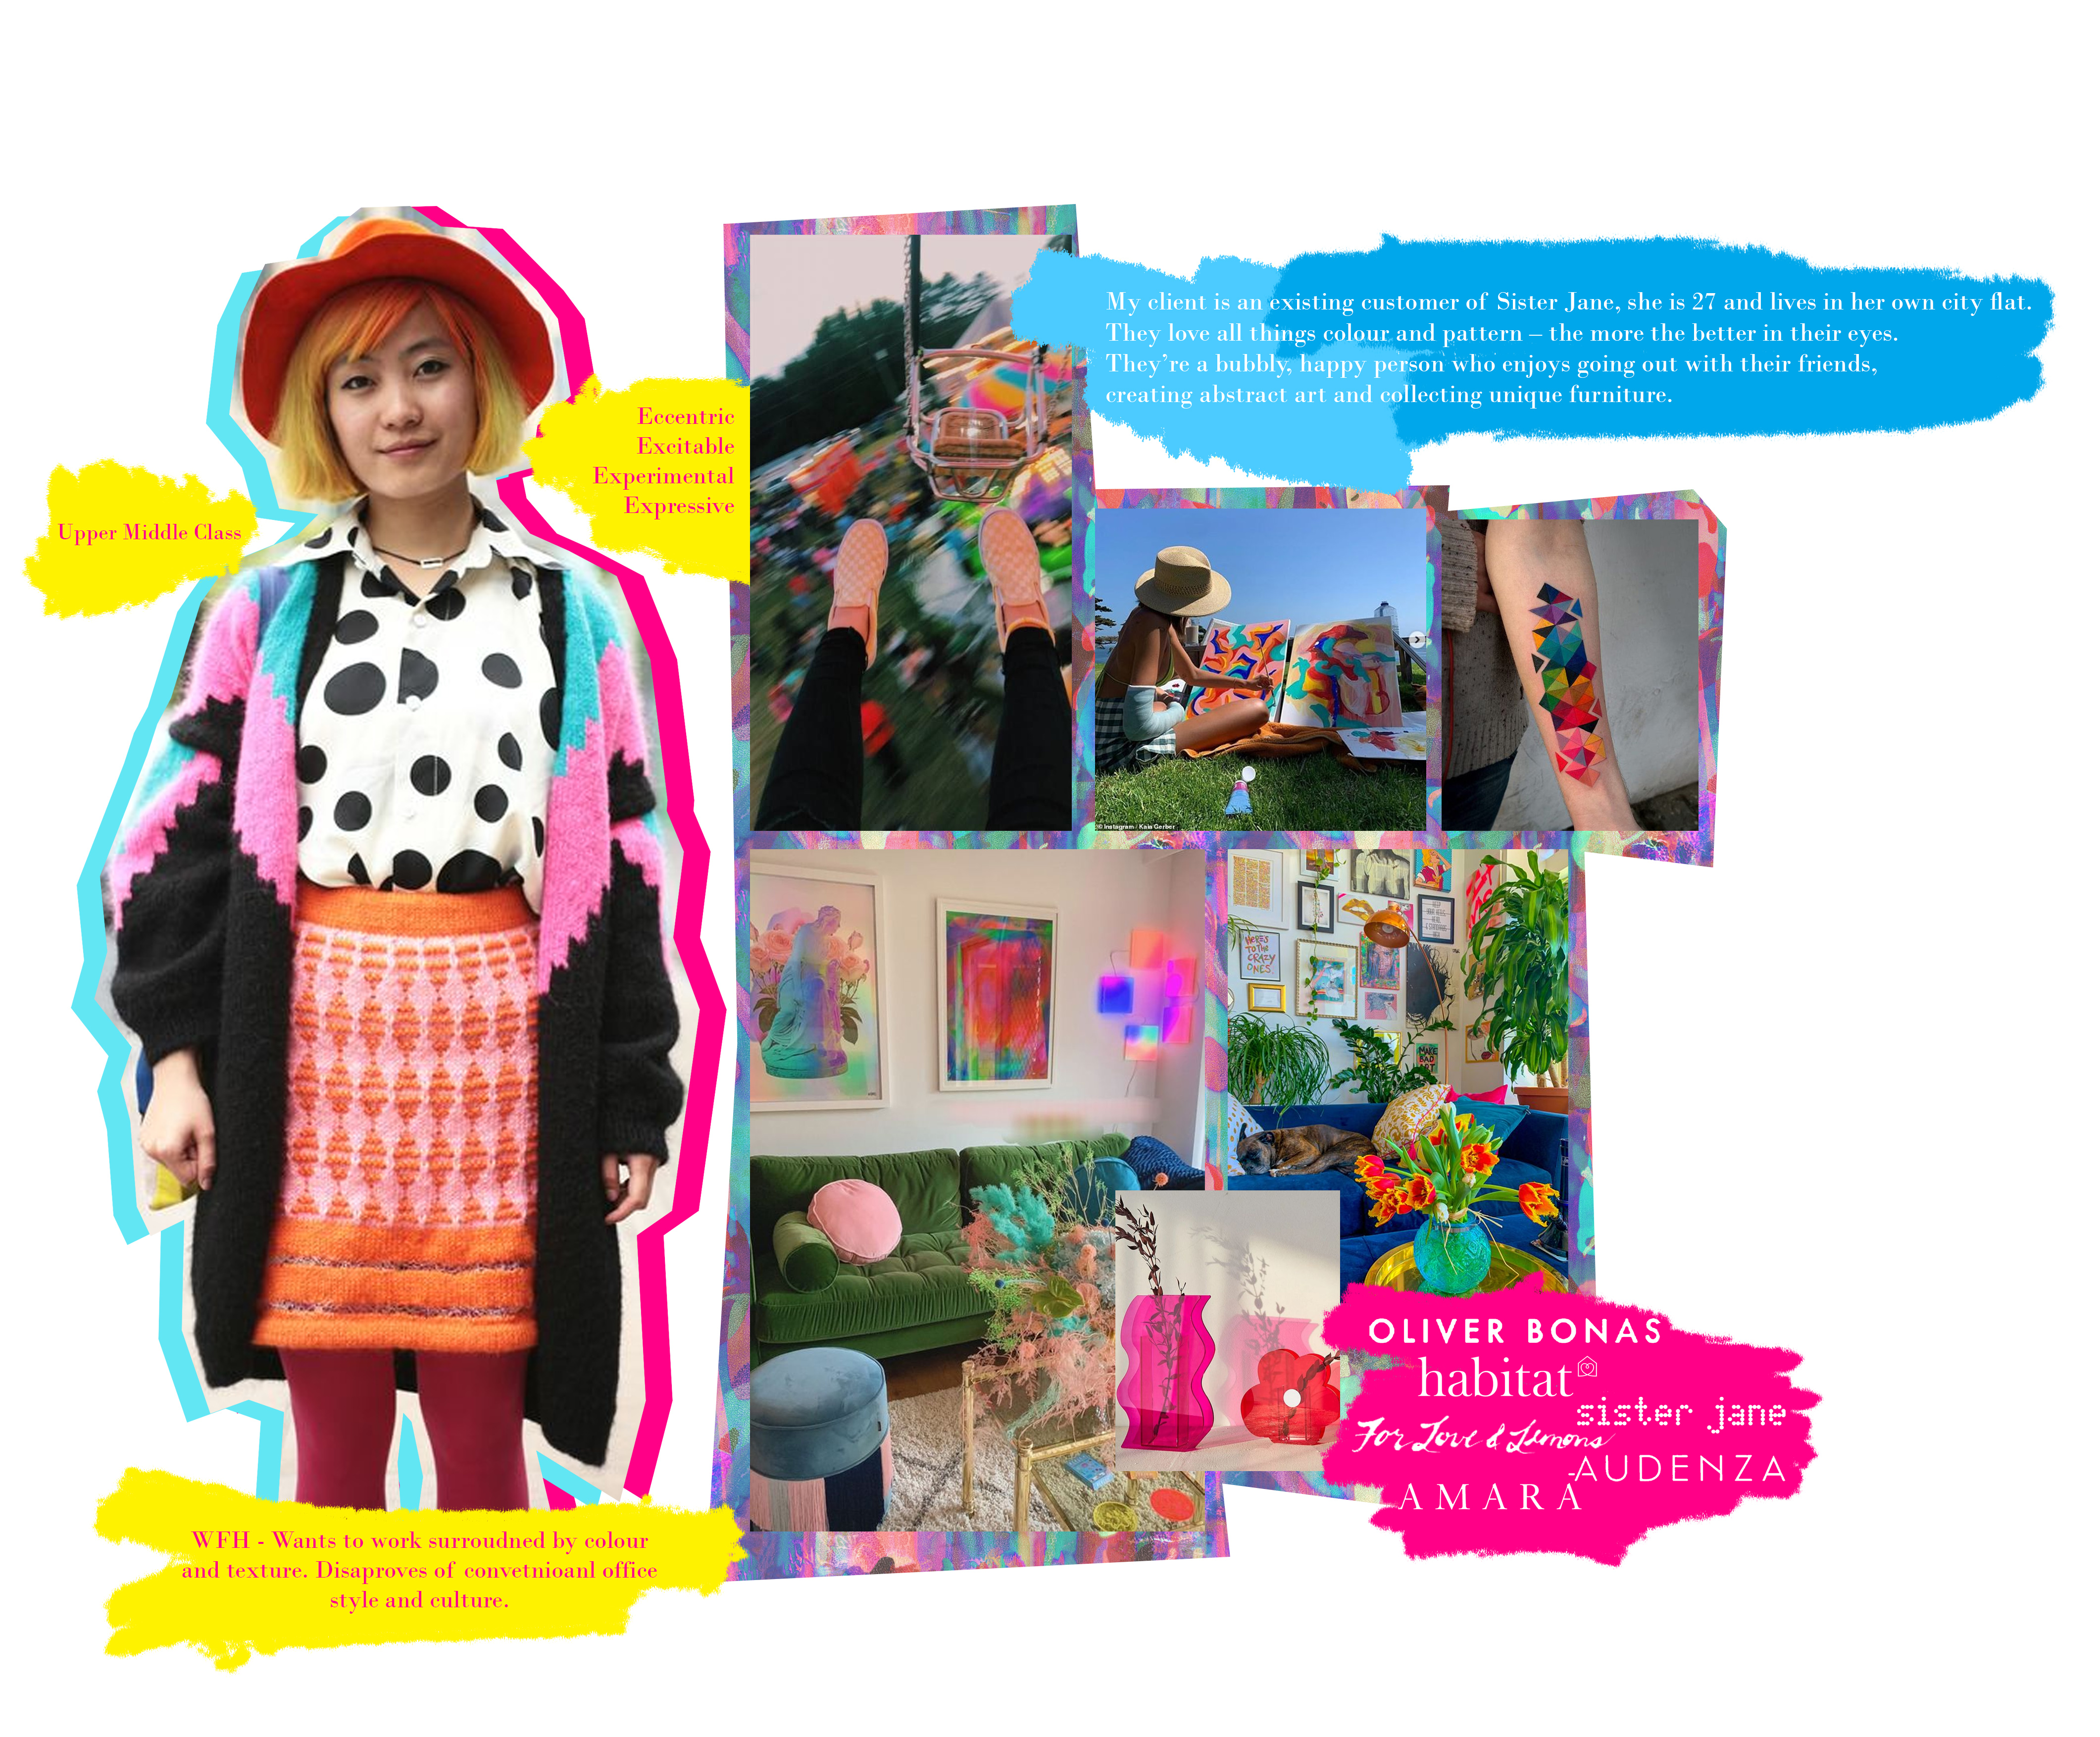 My client is an existing customer of Sister Jane, she is 27 and lives in her own city flat.
They love all things colour and pattern – the more the better in their eyes.
They’re a bubbly, happy person who enjoys going out with their friends,
creating abstract art and collecting unique furniture.
Eccentric
Excitable
Experimental
Expressive
Upper Middle Class
© Instagram / Kaia Gerber
HERE'S
TO THE
CRAZY
ONES
MAKE
BAD
OLIVER BONAS
habitat
sister jane
For Love & Lemons
AUDENZA
AMARA
WFH - Wants to work surroudned by colour
and texture. Disaproves of convetnioanl office
style and culture.